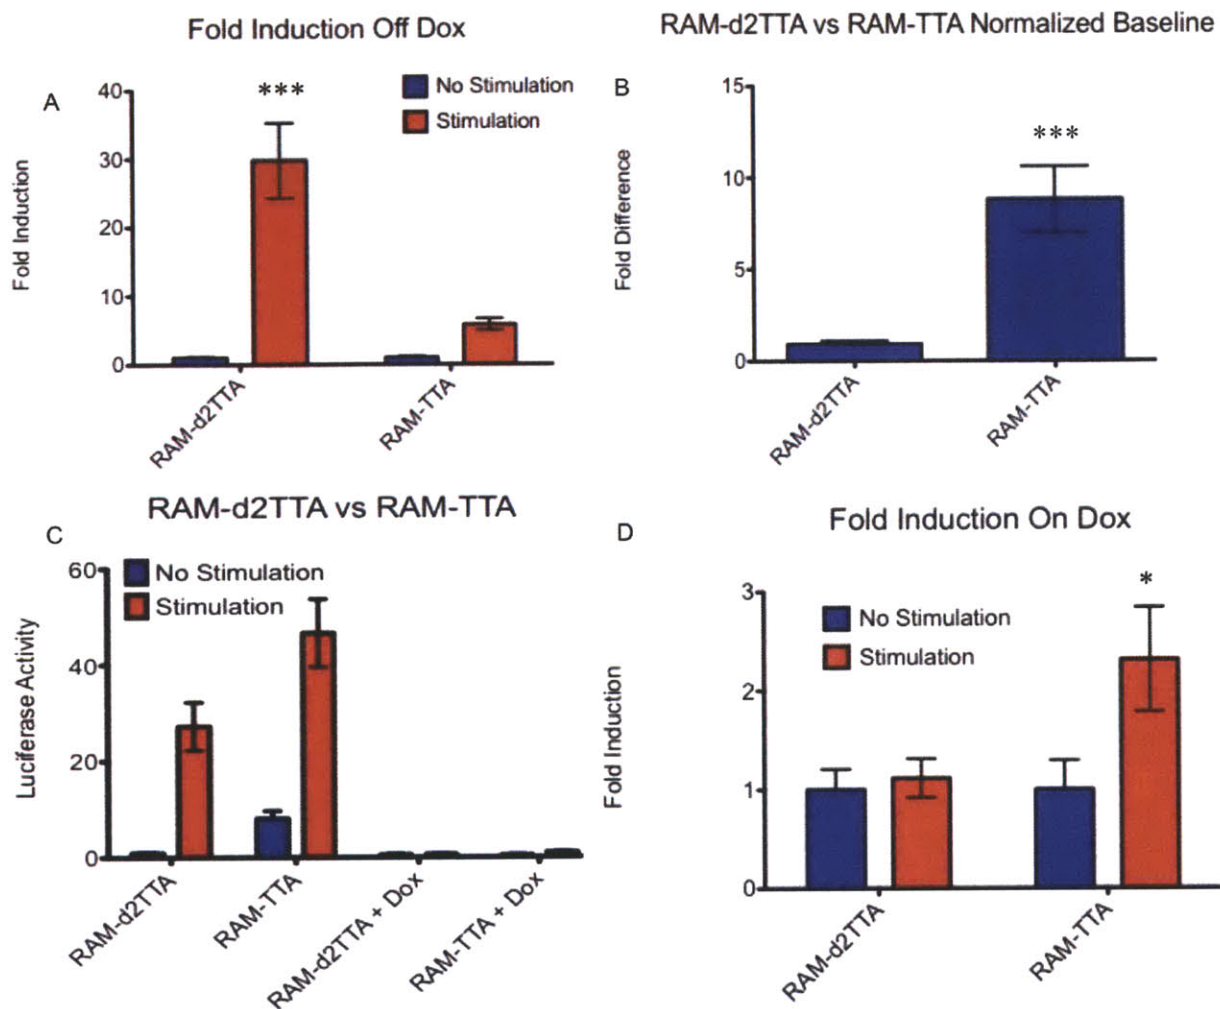 Fold Induction Off Dox
A
Fold Induction
40
30
20
10
0
***
No Stimulation
Stimulation
RAM-d2TTA
RAM-TTA
RAM-d2TTA vs RAM-TTA Normalized Baseline
B
Fold Difference
15
10
5
0
***
RAM-d2TTA
RAM-TTA
RAM-d2TTA vs RAM-TTA
C
Luciferase Activity
60
40
20
0
No Stimulation
Stimulation
RAM-d2TTA
RAM-TTA
RAM-d2TTA + Dox
RAM-TTA + Dox
Fold Induction On Dox
D
Fold Induction
3
2
1
0
No Stimulation
Stimulation
*
RAM-d2TTA
RAM-TTA